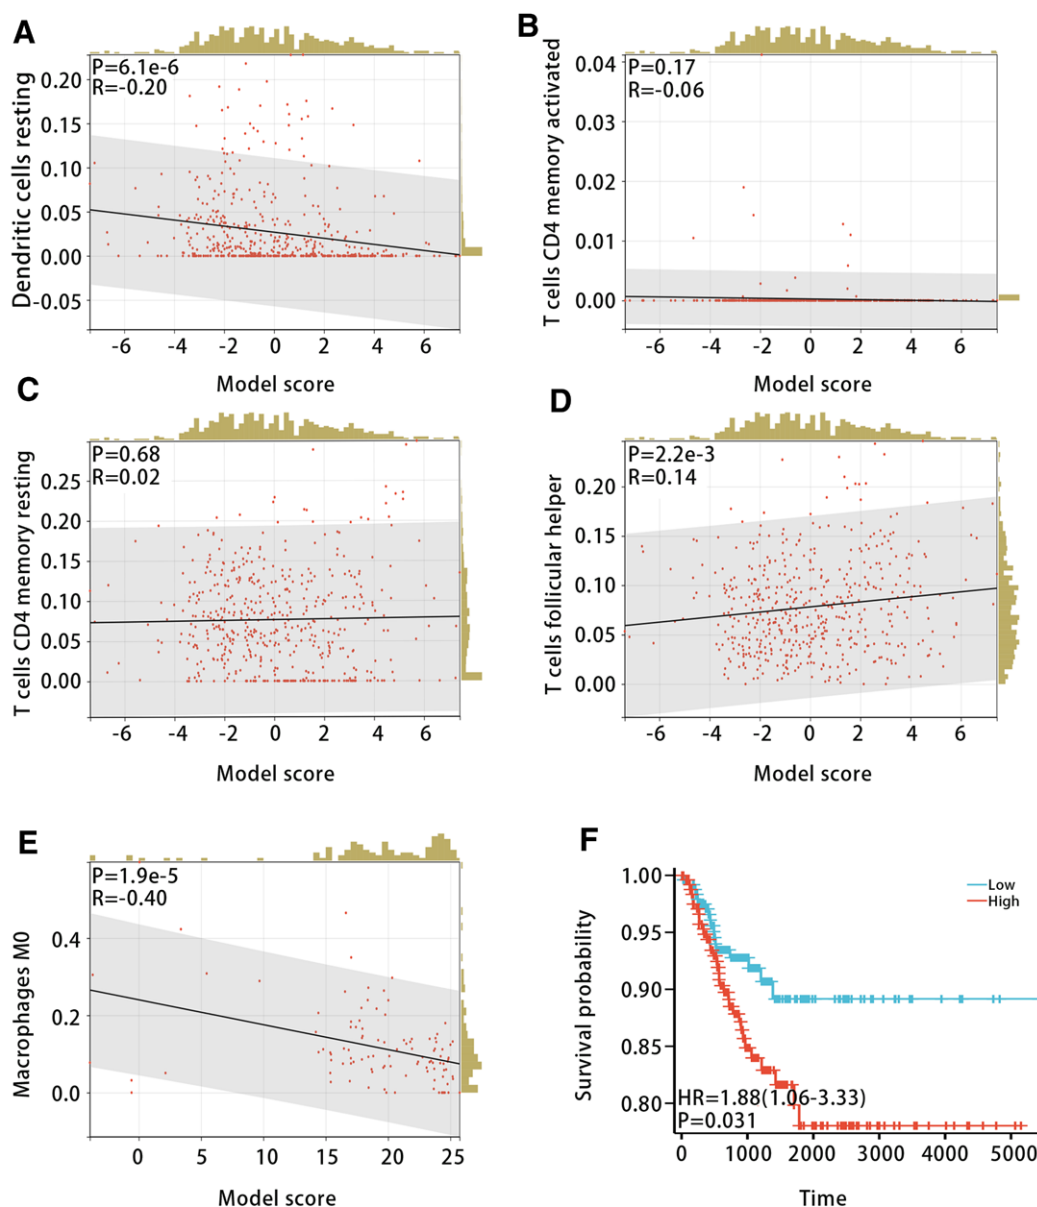 A
P=6.1e-6
R=-0.20
Dendritic cells resting
0.20
0.15
0.10
0.05
0.00
-0.05
-6 -4 -2 0 2 4 6
Model score
B
P=0.17
R=-0.06
T cells CD4 memory activated
0.04
0.03
0.02
0.01
0.00
-6 -4 -2 0 2 4 6
Model score
C
P=0.68
R=0.02
T cells CD4 memory resting
0.25
0.20
0.15
0.10
0.05
0.00
-6 -4 -2 0 2 4 6
Model score
D
P=2.2e-3
R=0.14
T cells follicular helper
0.20
0.15
0.10
0.05
0.00
-6 -4 -2 0 2 4 6
Model score
E
P=1.9e-5
R=-0.40
Macrophages M0
0.4
0.2
0.0
0 5 10 15 20 25
Model score
F
Low
High
Survival probability
1.00
0.95
0.90
0.85
0.80
HR=1.88(1.06-3.33)
P=0.031
0 1000 2000 3000 4000 5000
Time